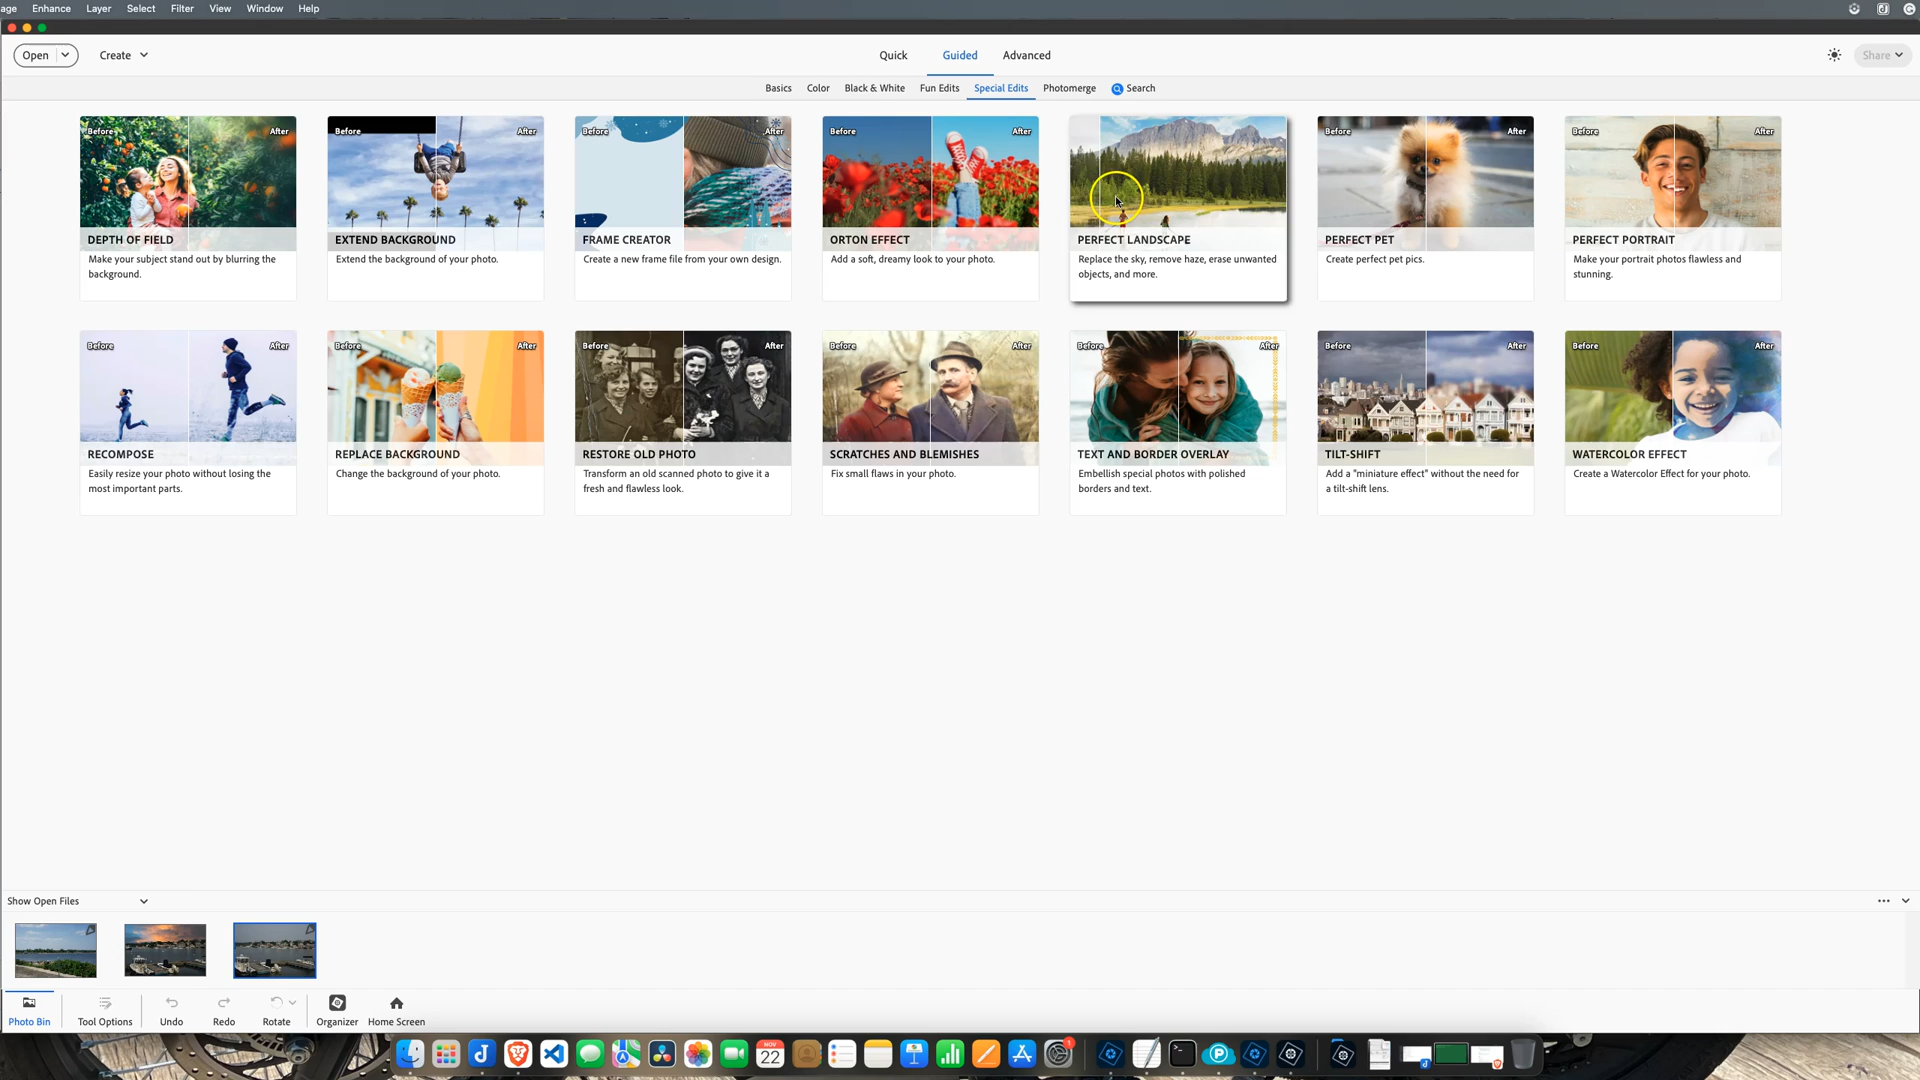 age Enhance Layer Select Filter View Window Help
Open Create Quick Guided Advanced Share
Basics Color Black & White Fun Edits Special Edits Photomerge Search
Before After Before After Before After Before After Before After Before After
DEPTH OF FIELD
Make your subject stand out by blurring the
background.
EXTEND BACKGROUND
Extend the background of your photo.
FRAME CREATOR
Create a new frame file from your own design.
ORTON EFFECT
Add a soft, dreamy look to your photo.
PERFECT LANDSCAPE
Replace the sky, remove haze, erase unwanted
objects, and more.
PERFECT PET
Create perfect pet pics.
PERFECT PORTRAIT
Make your portrait photos flawless and
stunning.
Before After Before After Before After Before After Before After Before After Before After
RECOMPOSE
Easily resize your photo without losing the
most important parts.
REPLACE BACKGROUND
Change the background of your photo.
RESTORE OLD PHOTO
Transform an old scanned photo to give it a
fresh and flawless look.
SCRATCHES AND BLEMISHES
Fix small flaws in your photo.
TEXT AND BORDER OVERLAY
Embellish special photos with polished
borders and text.
TILT-SHIFT
Add a "miniature effect" without the need for
a tilt-shift lens.
WATERCOLOR EFFECT
Create a Watercolor Effect for your photo.
Show Open Files
Photo Bin Tool Options Undo Redo Rotate Organizer Home Screen
NOV
22
1